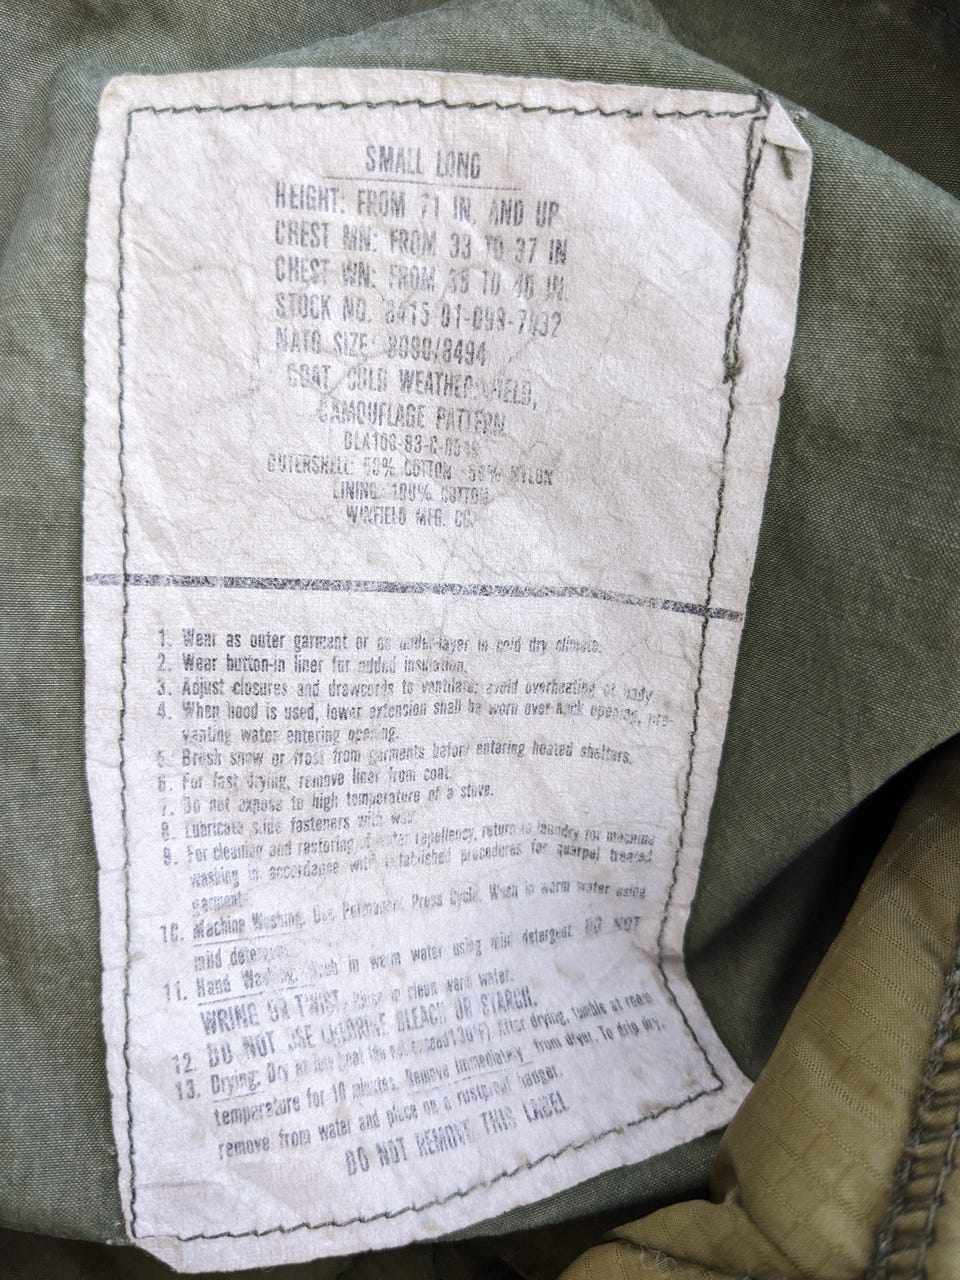 SMALL LONG
HEIGHT: FROM 71 IN. AND UP
CHEST MN: FROM 33 TO 37 IN
CHEST WN: FROM TO IN.
STOCK NO. 8415-01-099-7832
NATO SIZE: 8090/8494
COAT, COLD WEATHER, FIELD,
CAMOUFLAGE PATTERN
OUTERSHELL: 50% COTTON - 50% NYLON
LINING: 100% COTTON
WINFIELD MFG. CO.
1. Wear as outer garment or as under-layer in cold dry climate.
2. Wear button-in liner for added insulation.
3. Adjust closures and drawcords to ventilate; avoid overheating of body.
4. When hood is used, lower extension shall be worn over neck opening, pre-
venting water entering opening.
5. Brush snow or frost from garments before entering heated shelters.
6. For fast drying, remove liner from coat.
7. Do not expose to high temperature of a stove.
8. Lubricate slide fasteners with wax.
9. For cleaning and restoring of water repellency, return to laundry for machine
washing in accordance with established procedures for quarpel treated
garments.
10. Machine Washing. Use Permanent Press Cycle. Wash in warm water using
mild detergent.
11. Hand Washing. Wash in warm water using mild detergent. DO NOT
WRING OR TWIST. Rinse in clean warm water.
12. DO NOT USE CHLORINE BLEACH OR STARCH.
13. Drying: Dry at low heat (do not exceed 130°F). After drying, tumble at room
temperature for 10 minutes. Remove immediately from dryer. To drip dry,
remove from water and place on a rustproof hanger.
DO NOT REMOVE THIS LABEL